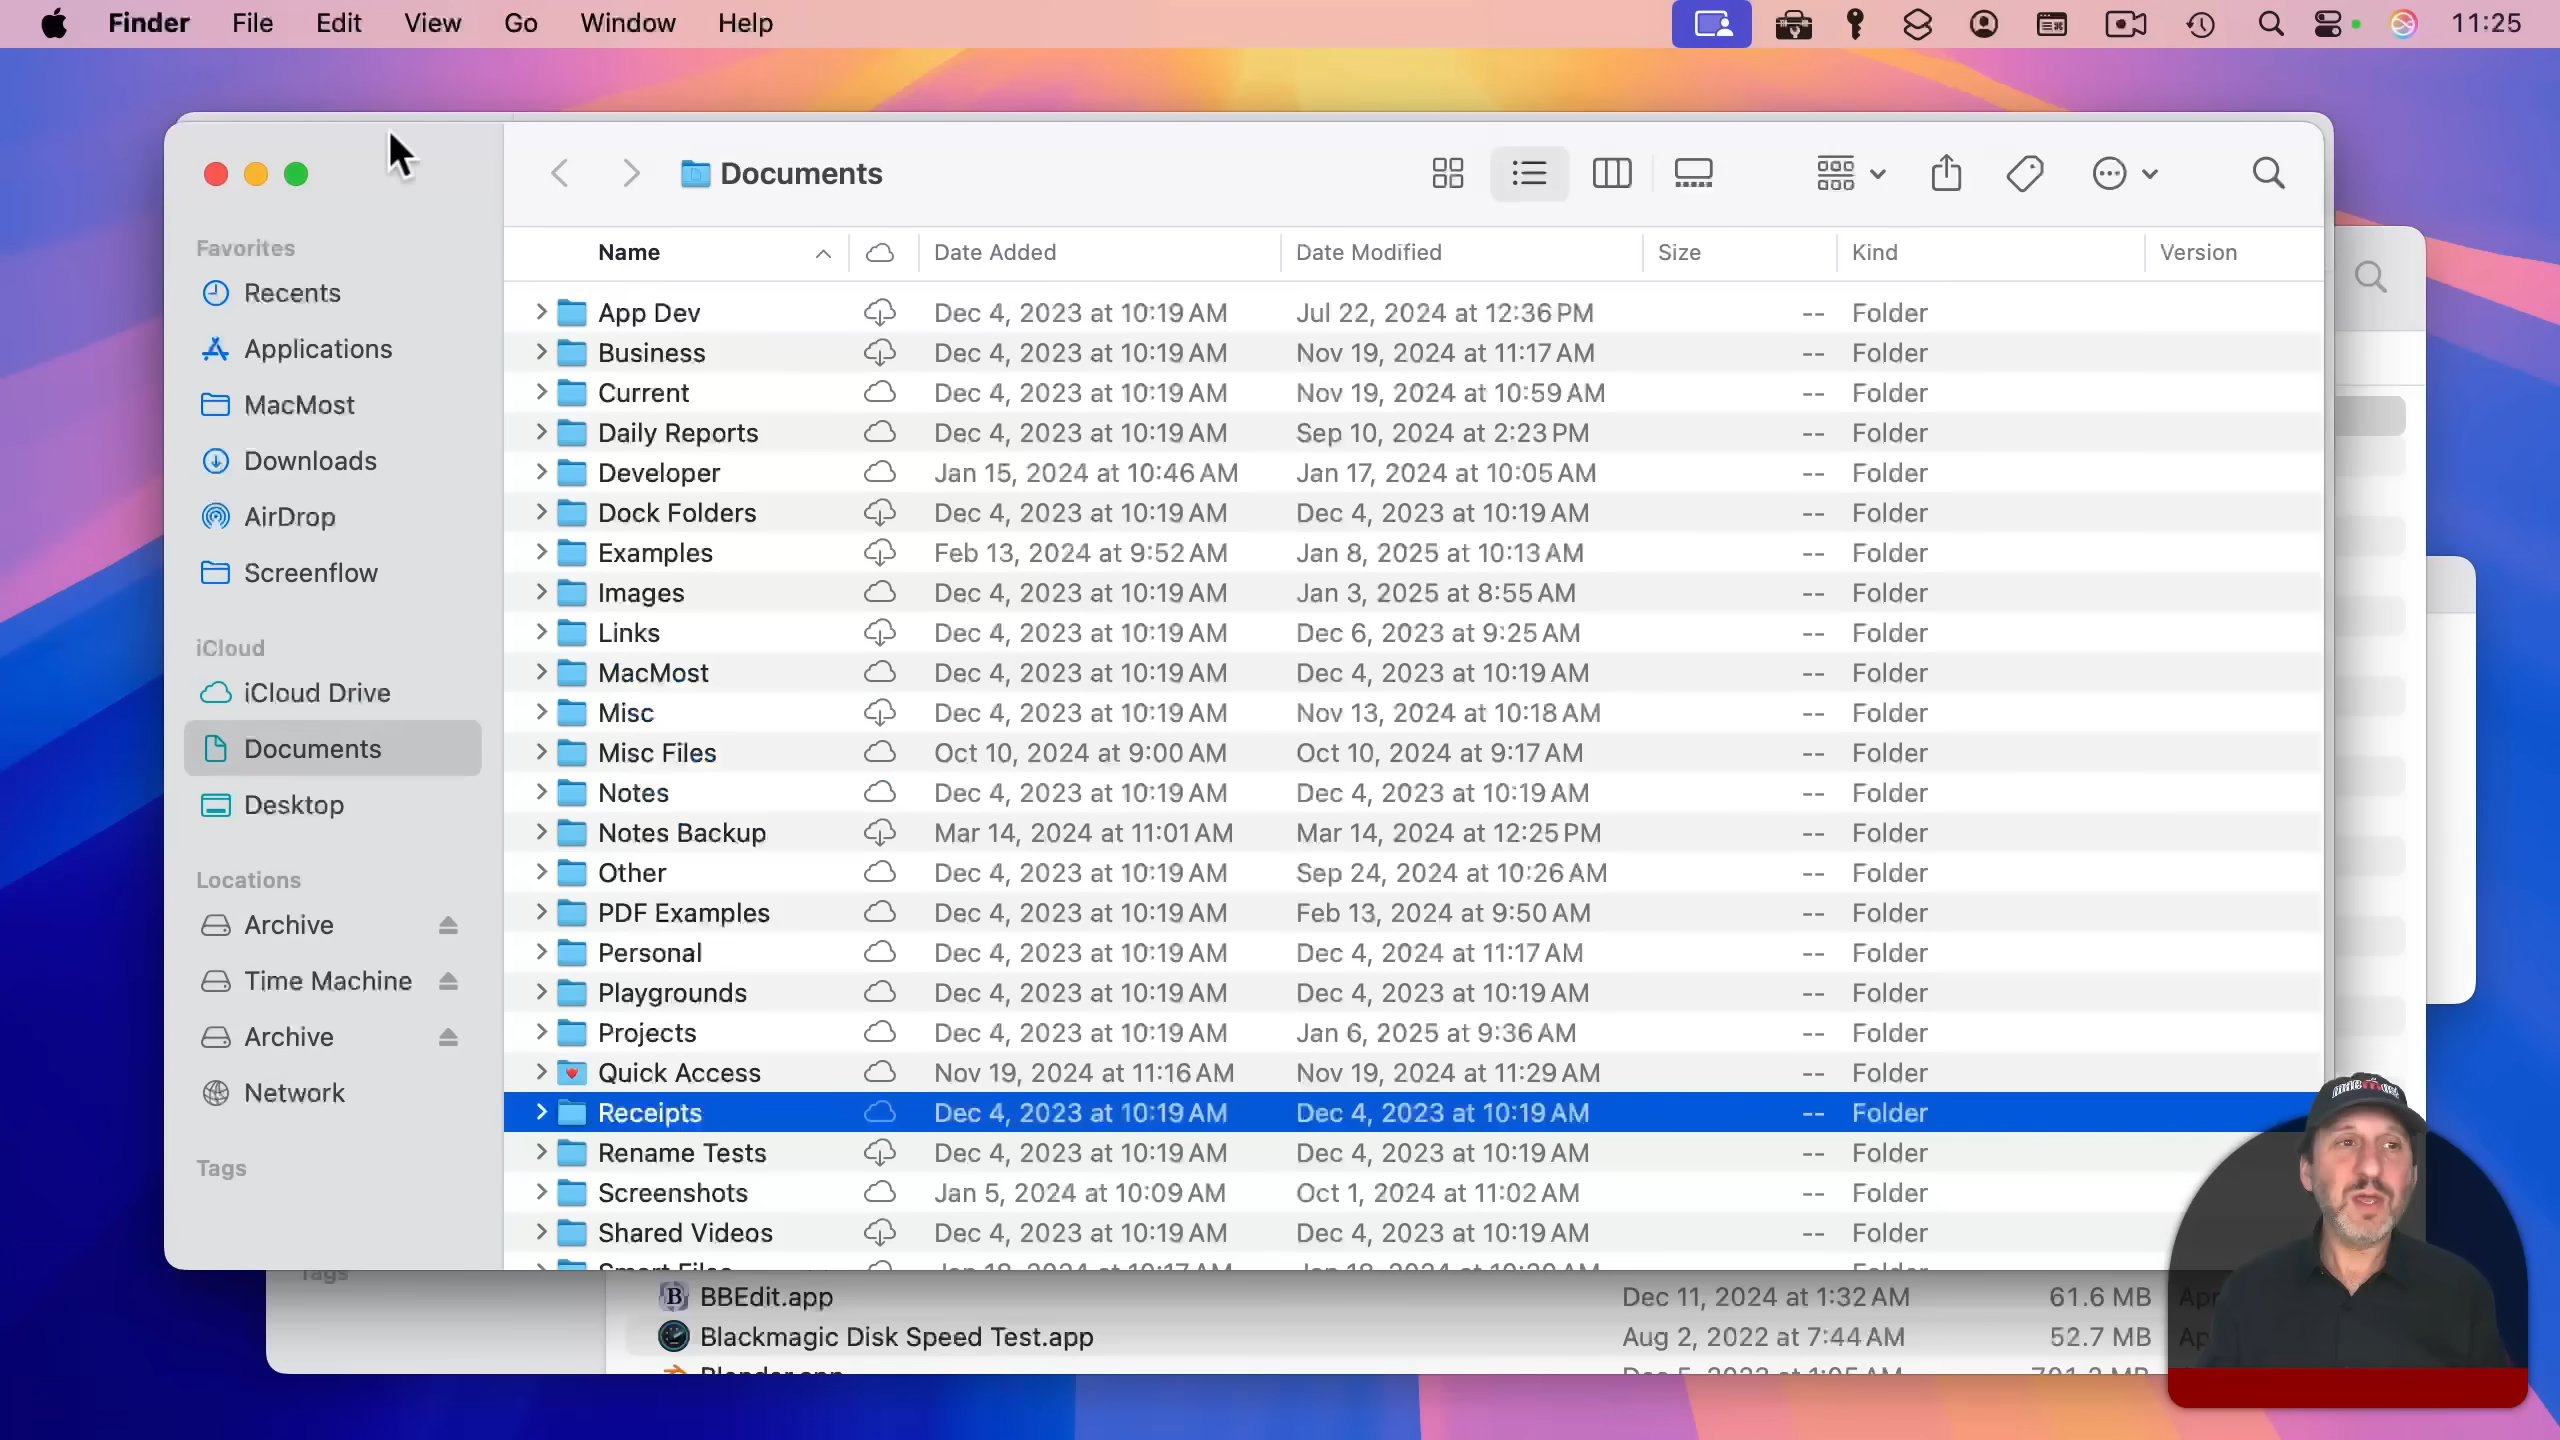 Finder File Edit View Go Window Help 11:25
Documents
Favorites
Recents
Applications
MacMost
Downloads
AirDrop
Screenflow
iCloud
iCloud Drive
Documents
Desktop
Locations
Archive
Time Machine
Archive
Network
Tags
Name Date Added Date Modified Size Kind Version
App Dev Dec 4, 2023 at 10:19 AM Jul 22, 2024 at 12:36 PM -- Folder
Business Dec 4, 2023 at 10:19 AM Nov 19, 2024 at 11:17 AM -- Folder
Current Dec 4, 2023 at 10:19 AM Nov 19, 2024 at 10:59 AM -- Folder
Daily Reports Dec 4, 2023 at 10:19 AM Sep 10, 2024 at 2:23 PM -- Folder
Developer Jan 15, 2024 at 10:46 AM Jan 17, 2024 at 10:05 AM -- Folder
Dock Folders Dec 4, 2023 at 10:19 AM Dec 4, 2023 at 10:19 AM -- Folder
Examples Feb 13, 2024 at 9:52 AM Jan 8, 2025 at 10:13 AM -- Folder
Images Dec 4, 2023 at 10:19 AM Jan 3, 2025 at 8:55 AM -- Folder
Links Dec 4, 2023 at 10:19 AM Dec 6, 2023 at 9:25 AM -- Folder
MacMost Dec 4, 2023 at 10:19 AM Dec 4, 2023 at 10:19 AM -- Folder
Misc Dec 4, 2023 at 10:19 AM Nov 13, 2024 at 10:18 AM -- Folder
Misc Files Oct 10, 2024 at 9:00 AM Oct 10, 2024 at 9:17 AM -- Folder
Notes Dec 4, 2023 at 10:19 AM Dec 4, 2023 at 10:19 AM -- Folder
Notes Backup Mar 14, 2024 at 11:01 AM Mar 14, 2024 at 12:25 PM -- Folder
Other Dec 4, 2023 at 10:19 AM Sep 24, 2024 at 10:26 AM -- Folder
PDF Examples Dec 4, 2023 at 10:19 AM Feb 13, 2024 at 9:50 AM -- Folder
Personal Dec 4, 2023 at 10:19 AM Dec 4, 2024 at 11:17 AM -- Folder
Playgrounds Dec 4, 2023 at 10:19 AM Dec 4, 2023 at 10:19 AM -- Folder
Projects Dec 4, 2023 at 10:19 AM Jan 6, 2025 at 9:36 AM -- Folder
Quick Access Nov 19, 2024 at 11:16 AM Nov 19, 2024 at 11:29 AM -- Folder
Receipts Dec 4, 2023 at 10:19 AM Dec 4, 2023 at 10:19 AM -- Folder
Rename Tests Dec 4, 2023 at 10:19 AM Dec 4, 2023 at 10:19 AM -- Folder
Screenshots Jan 5, 2024 at 10:09 AM Oct 1, 2024 at 11:02 AM -- Folder
Shared Videos Dec 4, 2023 at 10:19 AM Dec 4, 2023 at 10:19 AM -- Folder
Tags
BBEdit.app Dec 11, 2024 at 1:32 AM 61.6 MB
Blackmagic Disk Speed Test.app Aug 2, 2022 at 7:44 AM 52.7 MB